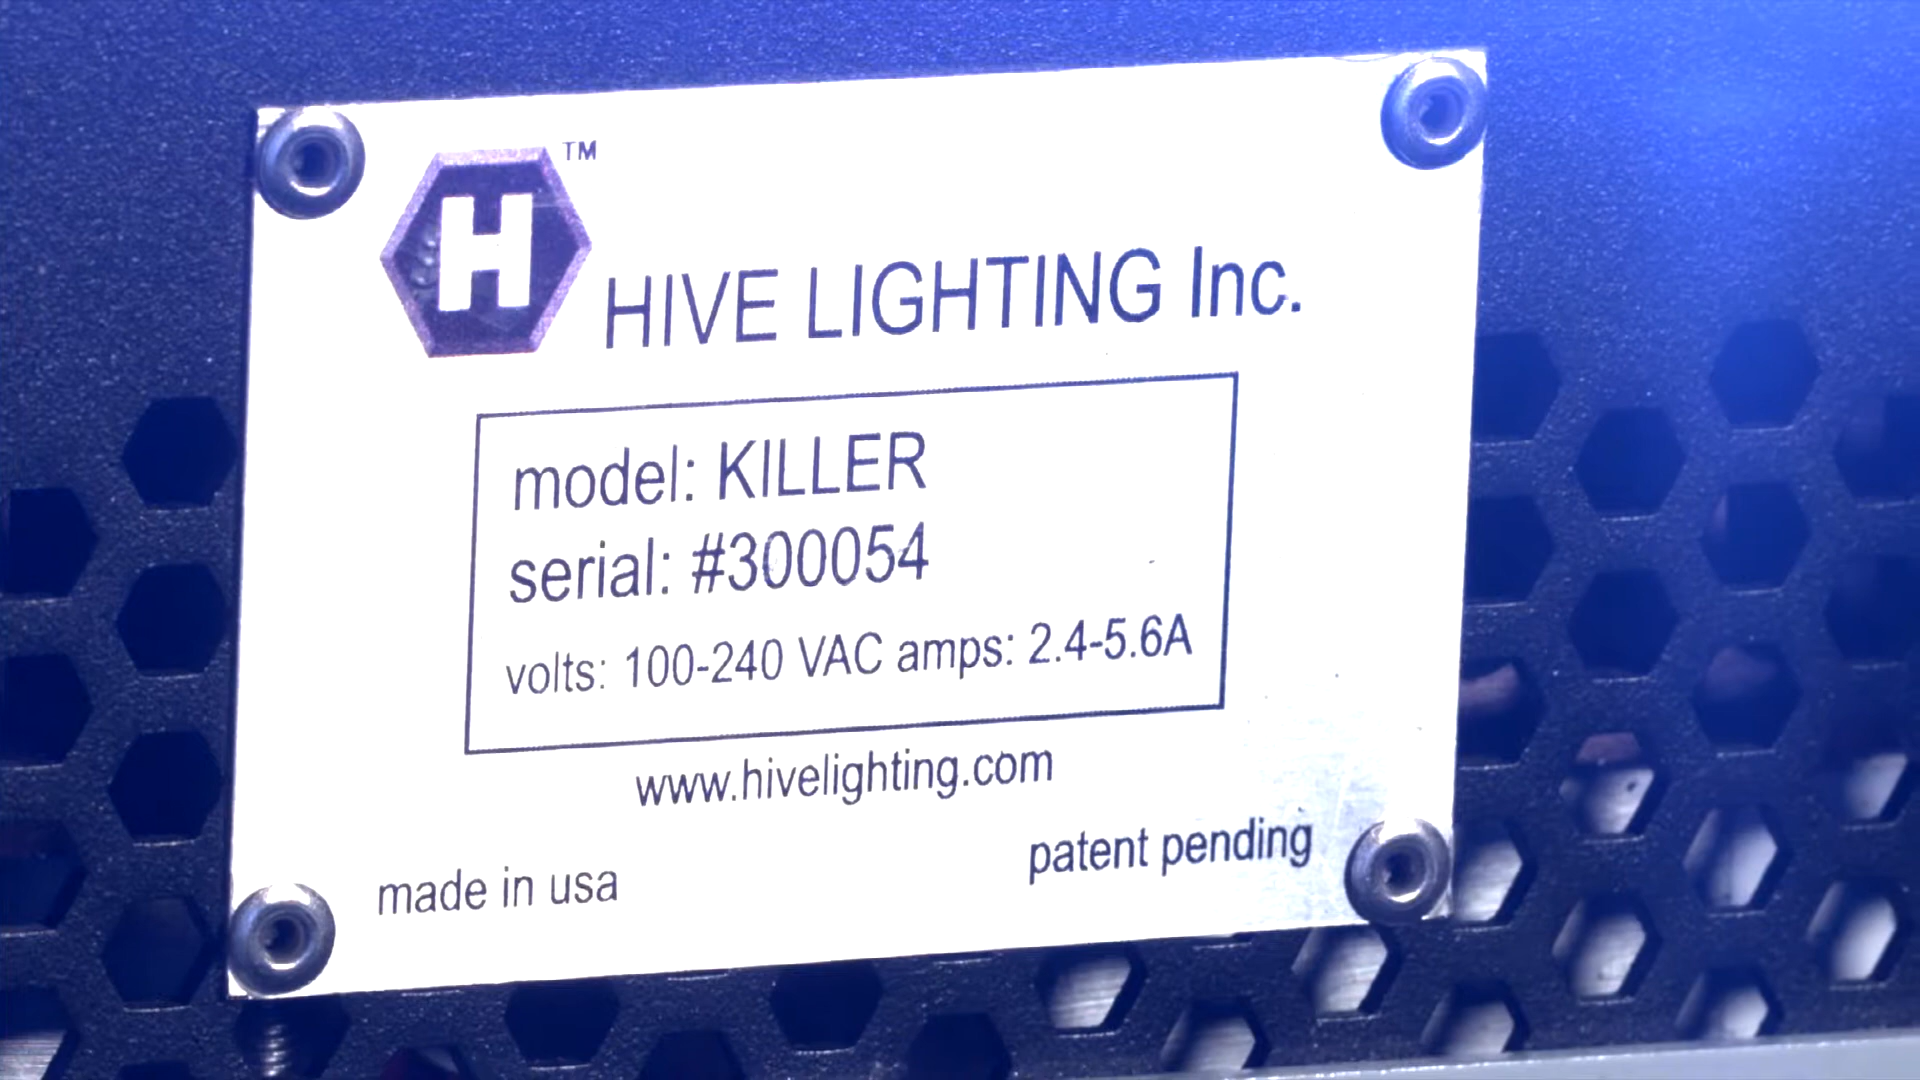 H™
HIVE LIGHTING Inc.
model: KILLER
serial: #300054
volts: 100-240 VAC amps: 2.4-5.6A
www.hivelighting.com
patent pending
made in usa